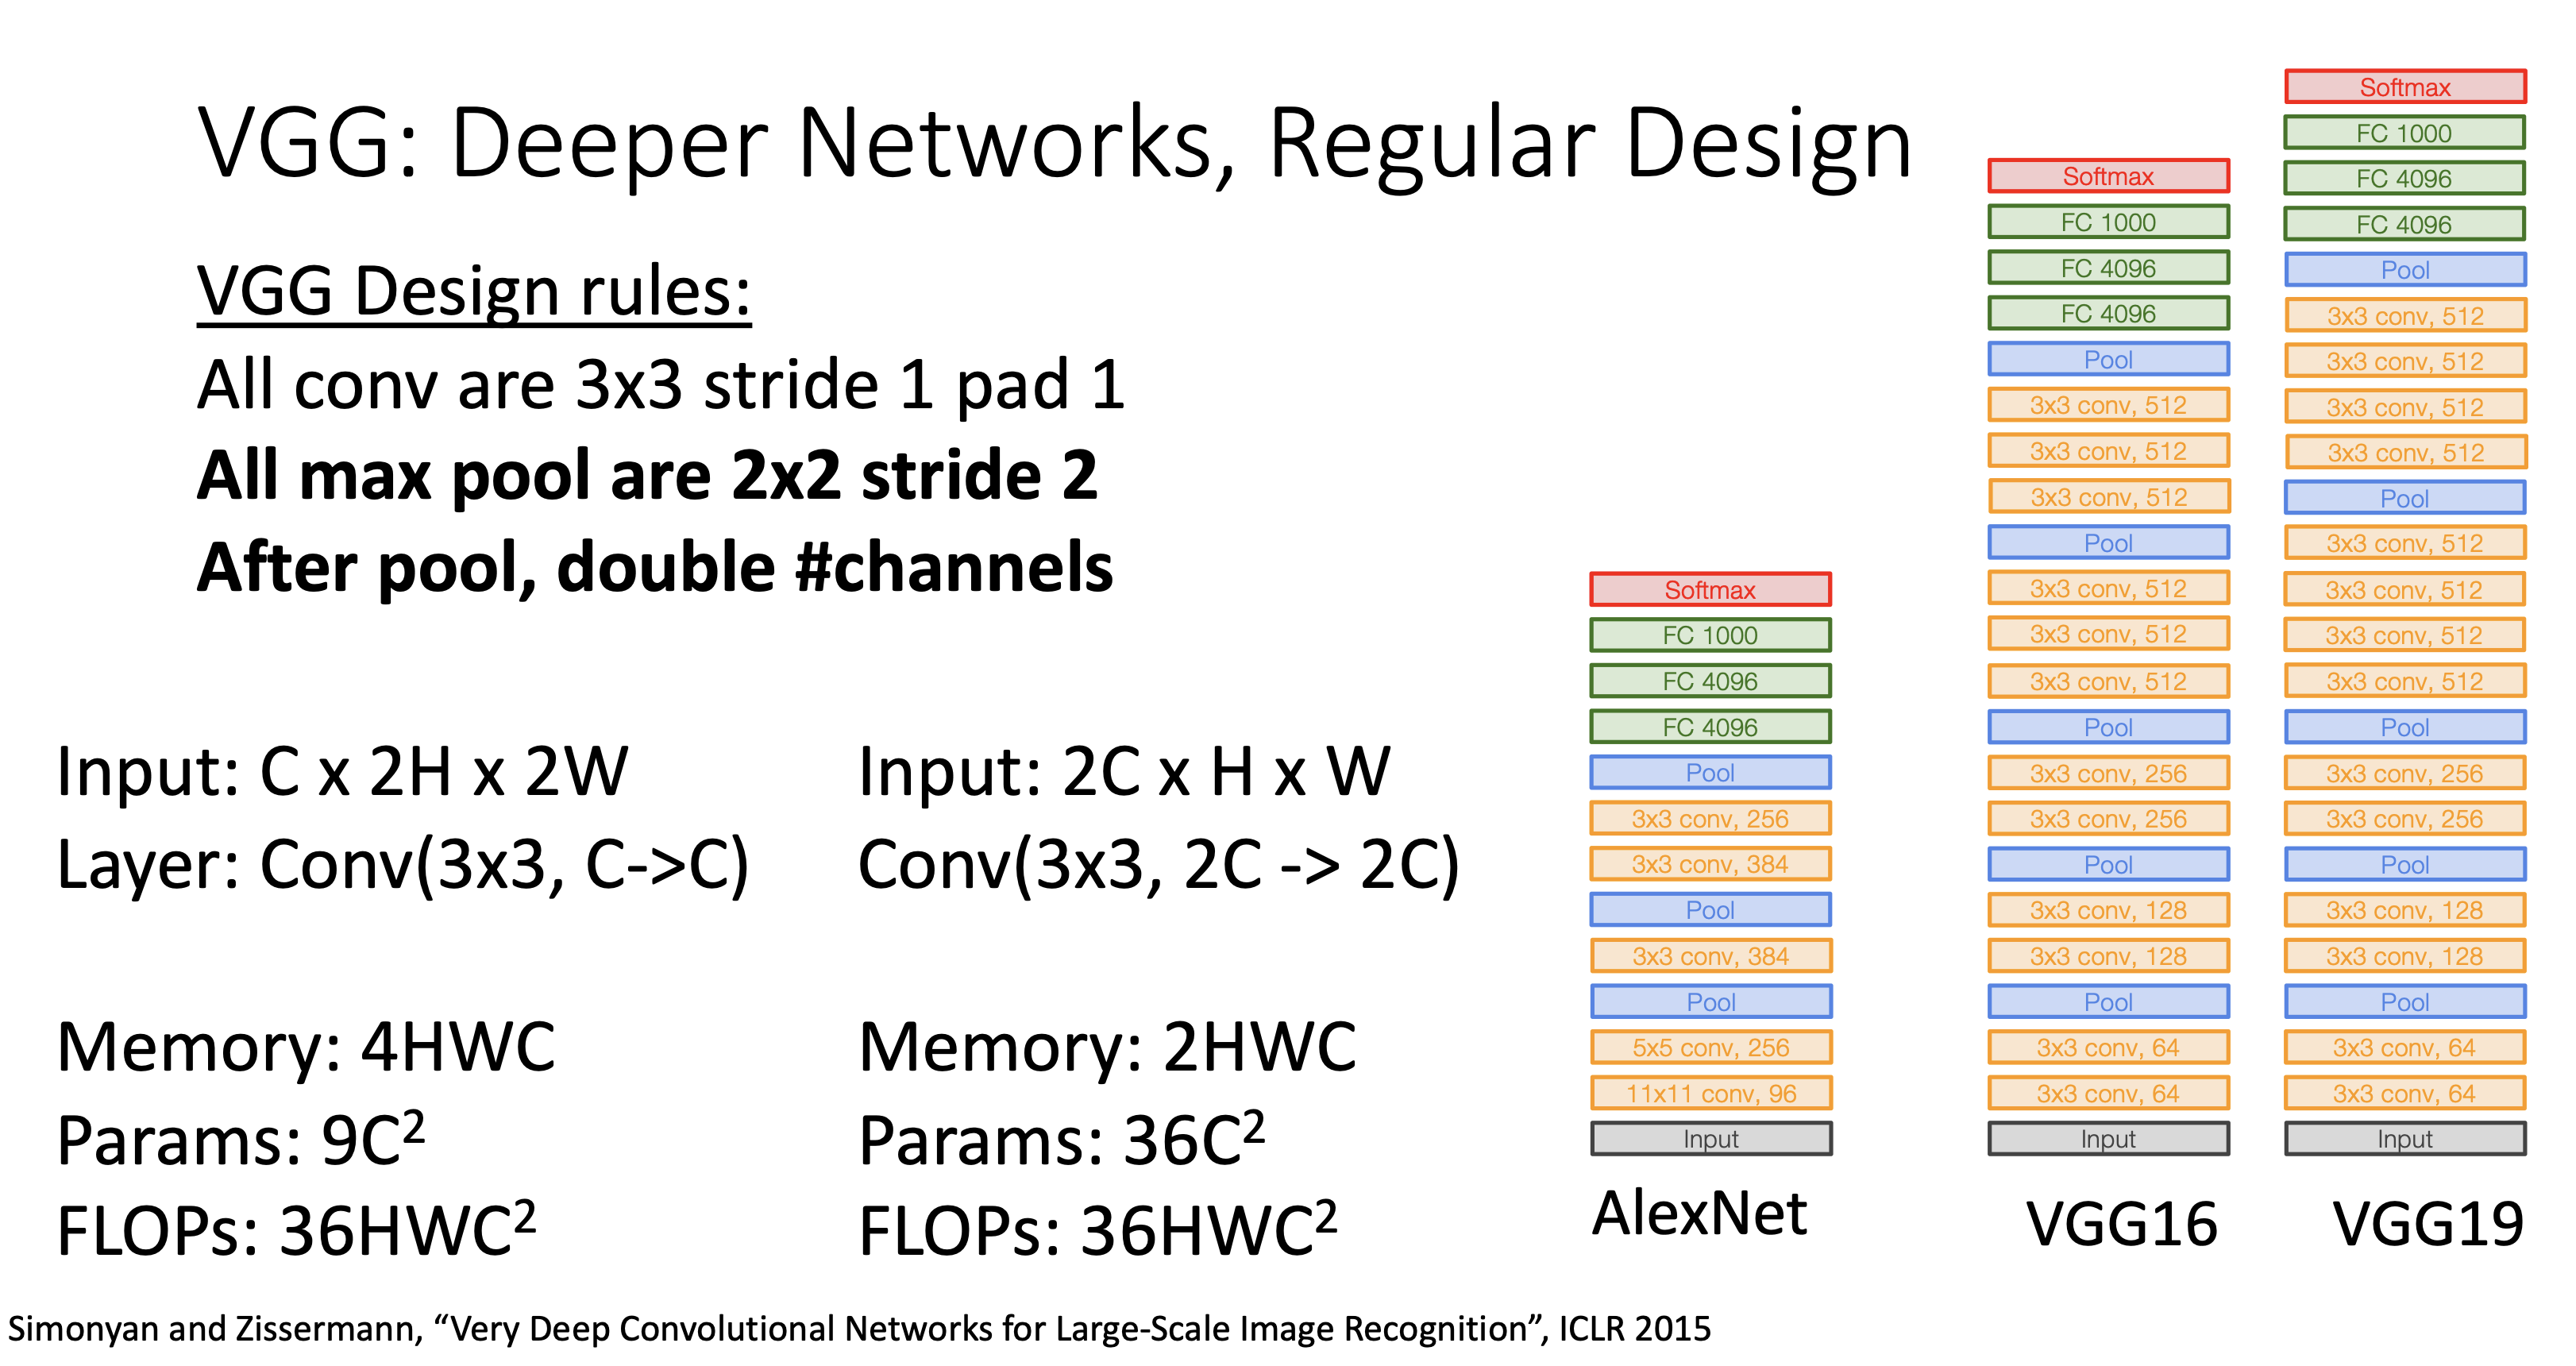 VGG: Deeper Networks, Regular Design
VGG Design rules:
All conv are 3x3 stride 1 pad 1
All max pool are 2x2 stride 2
After pool, double #channels
Input: C x 2H x 2W
Layer: Conv(3x3, C->C)
Memory: 4HWC
Params: 9C²
FLOPs: 36HWC²
Input: 2C x H x W
Conv(3x3, 2C -> 2C)
Memory: 2HWC
Params: 36C²
FLOPs: 36HWC²
Softmax
FC 1000
FC 4096
FC 4096
Pool
3x3 conv, 256
3x3 conv, 384
Pool
3x3 conv, 384
Pool
5x5 conv, 256
11x11 conv, 96
Input
AlexNet
Softmax
FC 1000
FC 4096
FC 4096
Pool
3x3 conv, 512
3x3 conv, 512
3x3 conv, 512
Pool
3x3 conv, 512
3x3 conv, 512
3x3 conv, 512
Pool
3x3 conv, 256
3x3 conv, 256
Pool
3x3 conv, 128
3x3 conv, 128
Pool
3x3 conv, 64
3x3 conv, 64
Input
VGG16
Softmax
FC 1000
FC 4096
FC 4096
Pool
3x3 conv, 512
3x3 conv, 512
3x3 conv, 512
3x3 conv, 512
Pool
3x3 conv, 512
3x3 conv, 512
3x3 conv, 512
3x3 conv, 512
Pool
3x3 conv, 256
3x3 conv, 256
Pool
3x3 conv, 128
3x3 conv, 128
Pool
3x3 conv, 64
3x3 conv, 64
Input
VGG19
Simonyan and Zissermann, “Very Deep Convolutional Networks for Large-Scale Image Recognition”, ICLR 2015